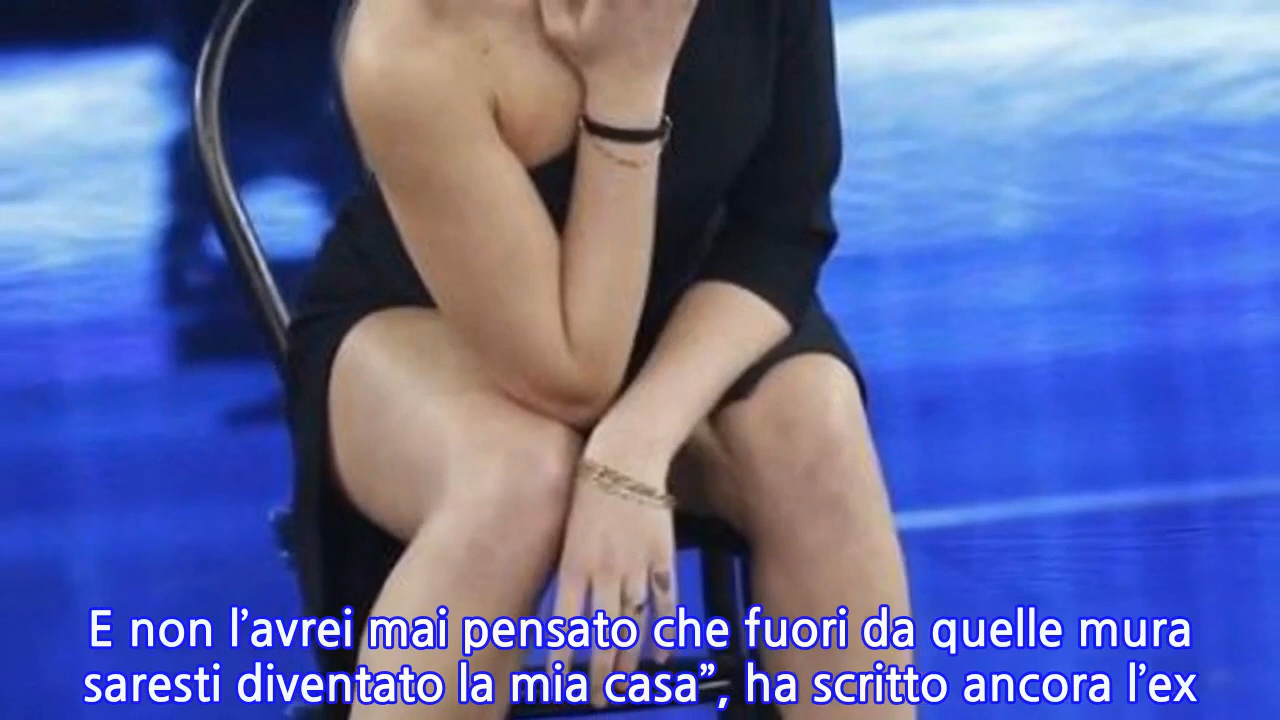 E non l’avrei mai pensato che fuori da quelle mura
saresti diventato la mia casa”, ha scritto ancora l’ex